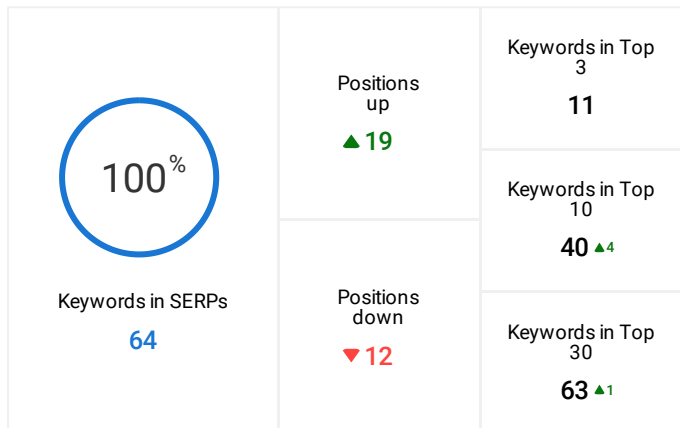 100%
Keywords in SERPs
64
Positions
up
19
Positions
down
12
Keywords in Top
3
11
Keywords in Top
10
40 4
Keywords in Top
30
63 1